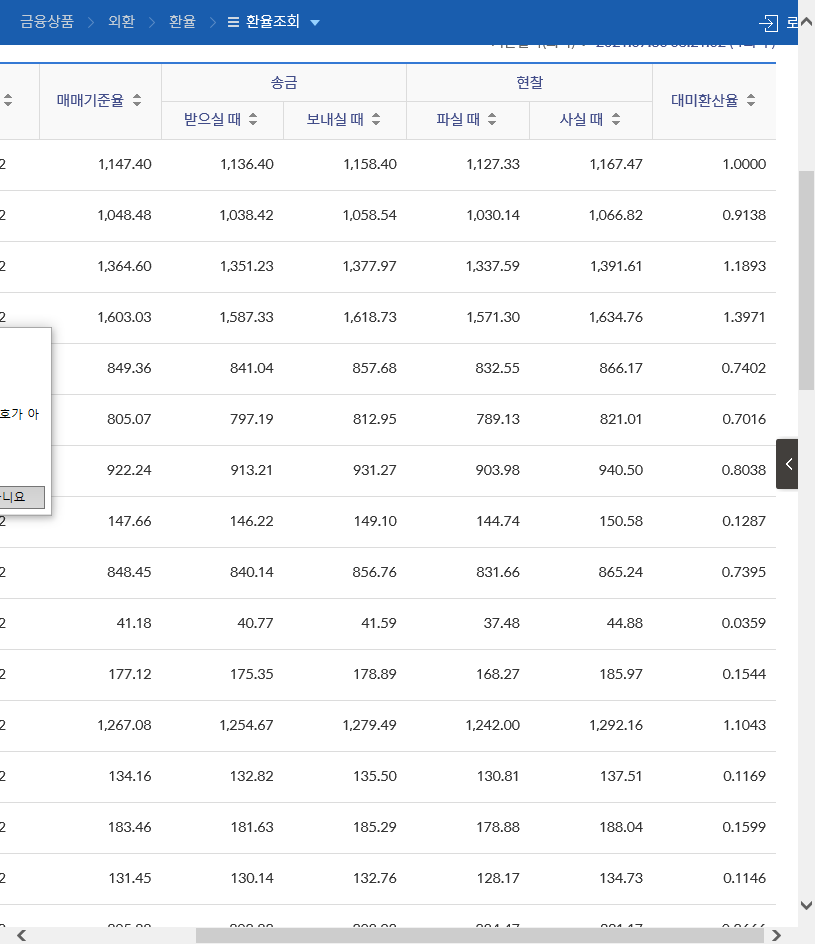 금융상품 외환 환율 환율조회 로
매매기준율 송금 현찰 대미환산율
받으실 때 보내실 때 파실 때 사실 때
2 1,147.40 1,136.40 1,158.40 1,127.33 1,167.47 1.0000
2 1,048.48 1,038.42 1,058.54 1,030.14 1,066.82 0.9138
2 1,364.60 1,351.23 1,377.97 1,337.59 1,391.61 1.1893
2 1,603.03 1,587.33 1,618.73 1,571.30 1,634.76 1.3971
849.36 841.04 857.68 832.55 866.17 0.7402
호가 아
805.07 797.19 812.95 789.13 821.01 0.7016
922.24 913.21 931.27 903.98 940.50 0.8038
니요
2 147.66 146.22 149.10 144.74 150.58 0.1287
2 848.45 840.14 856.76 831.66 865.24 0.7395
2 41.18 40.77 41.59 37.48 44.88 0.0359
2 177.12 175.35 178.89 168.27 185.97 0.1544
2 1,267.08 1,254.67 1,279.49 1,242.00 1,292.16 1.1043
2 134.16 132.82 135.50 130.81 137.51 0.1169
2 183.46 181.63 185.29 178.88 188.04 0.1599
2 131.45 130.14 132.76 128.17 134.73 0.1146